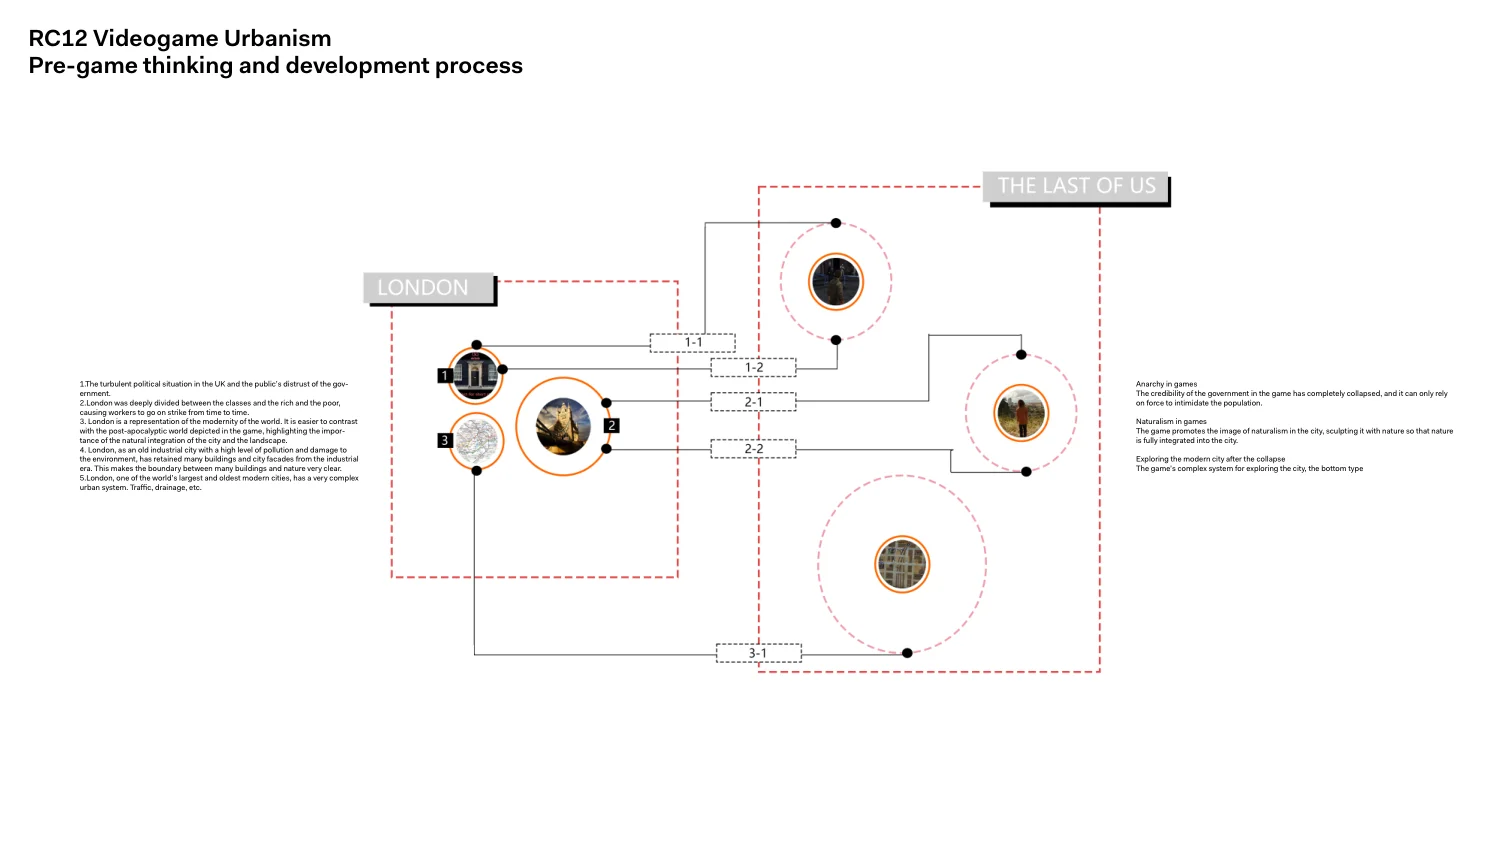 RC12 Videogame Urbanism
Pre-game thinking and development process
THE LAST OF US
LONDON
1-1
1-2
2-1
2-2
3-1
1
2
3
1.The turbulent political situation in the UK and the public's distrust of the gov-
ernment.
2.London was deeply divided between the classes and the rich and the poor,
causing workers to go on strike from time to time.
3. London is a representation of the modernity of the world. It is easier to contrast
with the post-apocalyptic world depicted in the game, highlighting the impor-
tance of the natural integration of the city and the landscape.
4. London, as an old industrial city with a high level of pollution and damage to
the environment, has retained many buildings and city facades from the industrial
era. This makes the boundary between many buildings and nature very clear.
5.London, one of the world's largest and oldest modern cities, has a very complex
urban system. Traffic, drainage, etc.
Anarchy in games
The credibility of the government in the game has completely collapsed, and it can only rely
on force to intimidate the population.
Naturalism in games
The game promotes the image of naturalism in the city, sculpting it with nature so that nature
is fully integrated into the city.
Exploring the modern city after the collapse
The game's complex system for exploring the city, the bottom type